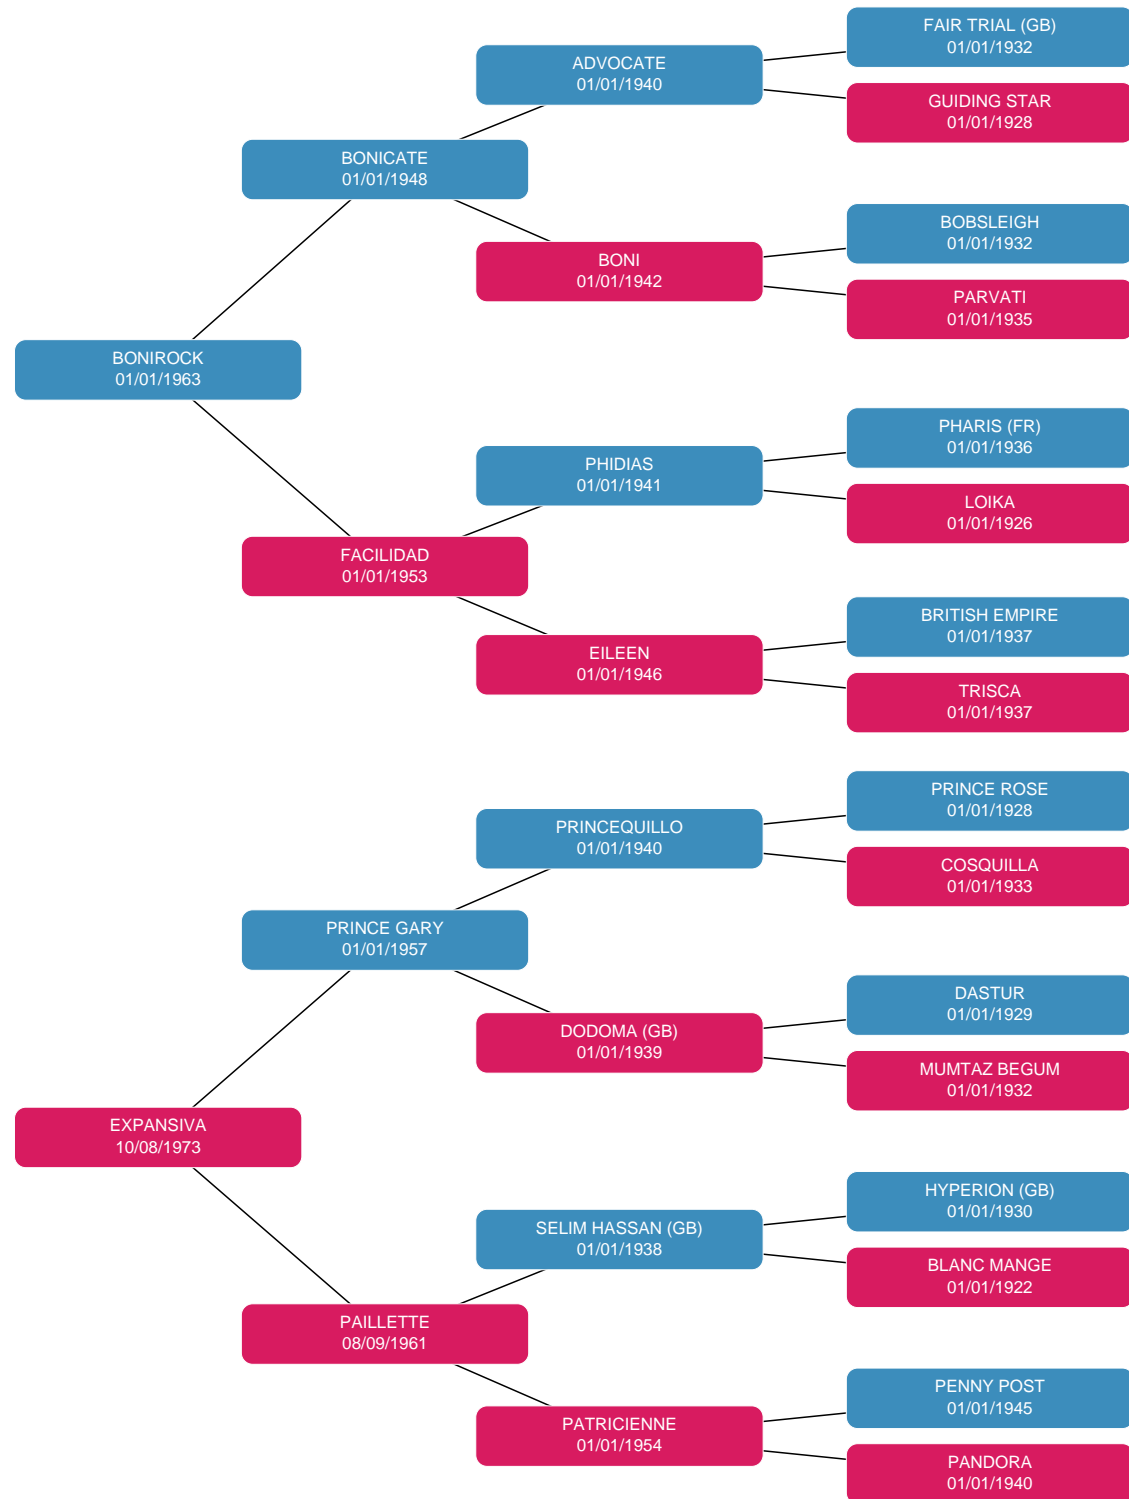 FAIR TRIAL (GB)
01/01/1932
ADVOCATE
01/01/1940
GUIDING STAR
01/01/1928
BONICATE
01/01/1948
BOBSLEIGH
01/01/1932
BONI
01/01/1942
PARVATI
01/01/1935
BONIROCK
01/01/1963
PHARIS (FR)
01/01/1936
PHIDIAS
01/01/1941
LOIKA
01/01/1926
FACILIDAD
01/01/1953
BRITISH EMPIRE
01/01/1937
EILEEN
01/01/1946
TRISCA
01/01/1937
PRINCE ROSE
01/01/1928
PRINCEQUILLO
01/01/1940
COSQUILLA
01/01/1933
PRINCE GARY
01/01/1957
DASTUR
01/01/1929
DODOMA (GB)
01/01/1939
MUMTAZ BEGUM
01/01/1932
EXPANSIVA
10/08/1973
HYPERION (GB)
01/01/1930
SELIM HASSAN (GB)
01/01/1938
BLANC MANGE
01/01/1922
PAILLETTE
08/09/1961
PENNY POST
01/01/1945
PATRICIENNE
01/01/1954
PANDORA
01/01/1940